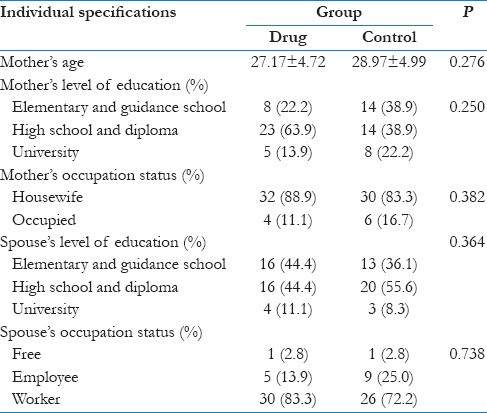 Individual specifications Group P
Drug Control
Mother's age 27.17±4.72 28.97±4.99 0.276
Mother's level of education (%)
Elementary and guidance school 8 (22.2) 14 (38.9) 0.250
High school and diploma 23 (63.9) 14 (38.9)
University 5 (13.9) 8 (22.2)
Mother's occupation status (%)
Housewife 32 (88.9) 30 (83.3) 0.382
Occupied 4 (11.1) 6 (16.7)
Spouse's level of education (%) 0.364
Elementary and guidance school 16 (44.4) 13 (36.1)
High school and diploma 16 (44.4) 20 (55.6)
University 4 (11.1) 3 (8.3)
Spouse's occupation status (%)
Free 1 (2.8) 1 (2.8) 0.738
Employee 5 (13.9) 9 (25.0)
Worker 30 (83.3) 26 (72.2)